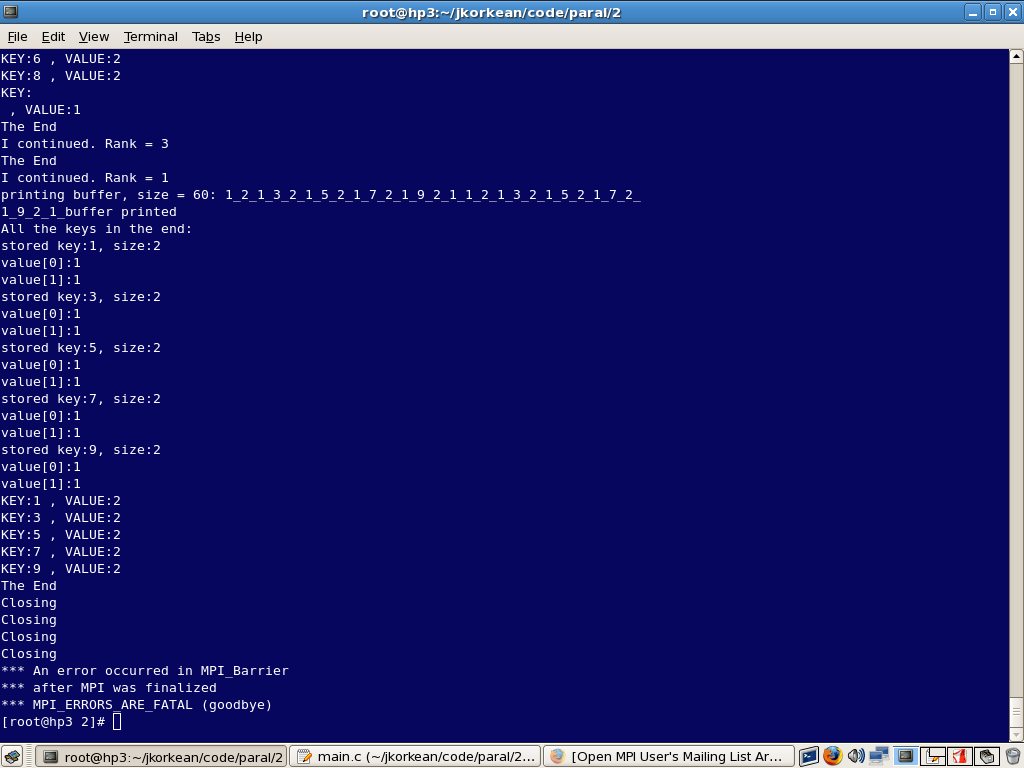 root@hp3:~/jkorkean/code/paral/2
File Edit View Terminal Tabs Help
KEY:6 , VALUE:2
KEY:8 , VALUE:2
KEY:
 , VALUE:1
The End
I continued. Rank = 3
The End
I continued. Rank = 1
printing buffer, size = 60: 1_2_1_3_2_1_5_2_1_7_2_1_9_2_1_1_2_1_3_2_1_5_2_1_7_2_
1_9_2_1_buffer printed
All the keys in the end:
stored key:1, size:2
value[0]:1
value[1]:1
stored key:3, size:2
value[0]:1
value[1]:1
stored key:5, size:2
value[0]:1
value[1]:1
stored key:7, size:2
value[0]:1
value[1]:1
stored key:9, size:2
value[0]:1
value[1]:1
KEY:1 , VALUE:2
KEY:3 , VALUE:2
KEY:5 , VALUE:2
KEY:7 , VALUE:2
KEY:9 , VALUE:2
The End
Closing
Closing
Closing
Closing
*** An error occurred in MPI_Barrier
*** after MPI was finalized
*** MPI_ERRORS_ARE_FATAL (goodbye)
[root@hp3 2]#
root@hp3:~/jkorkean/code/paral/2 main.c (~/jkorkean/code/paral/2... [Open MPI User's Mailing List Ar...